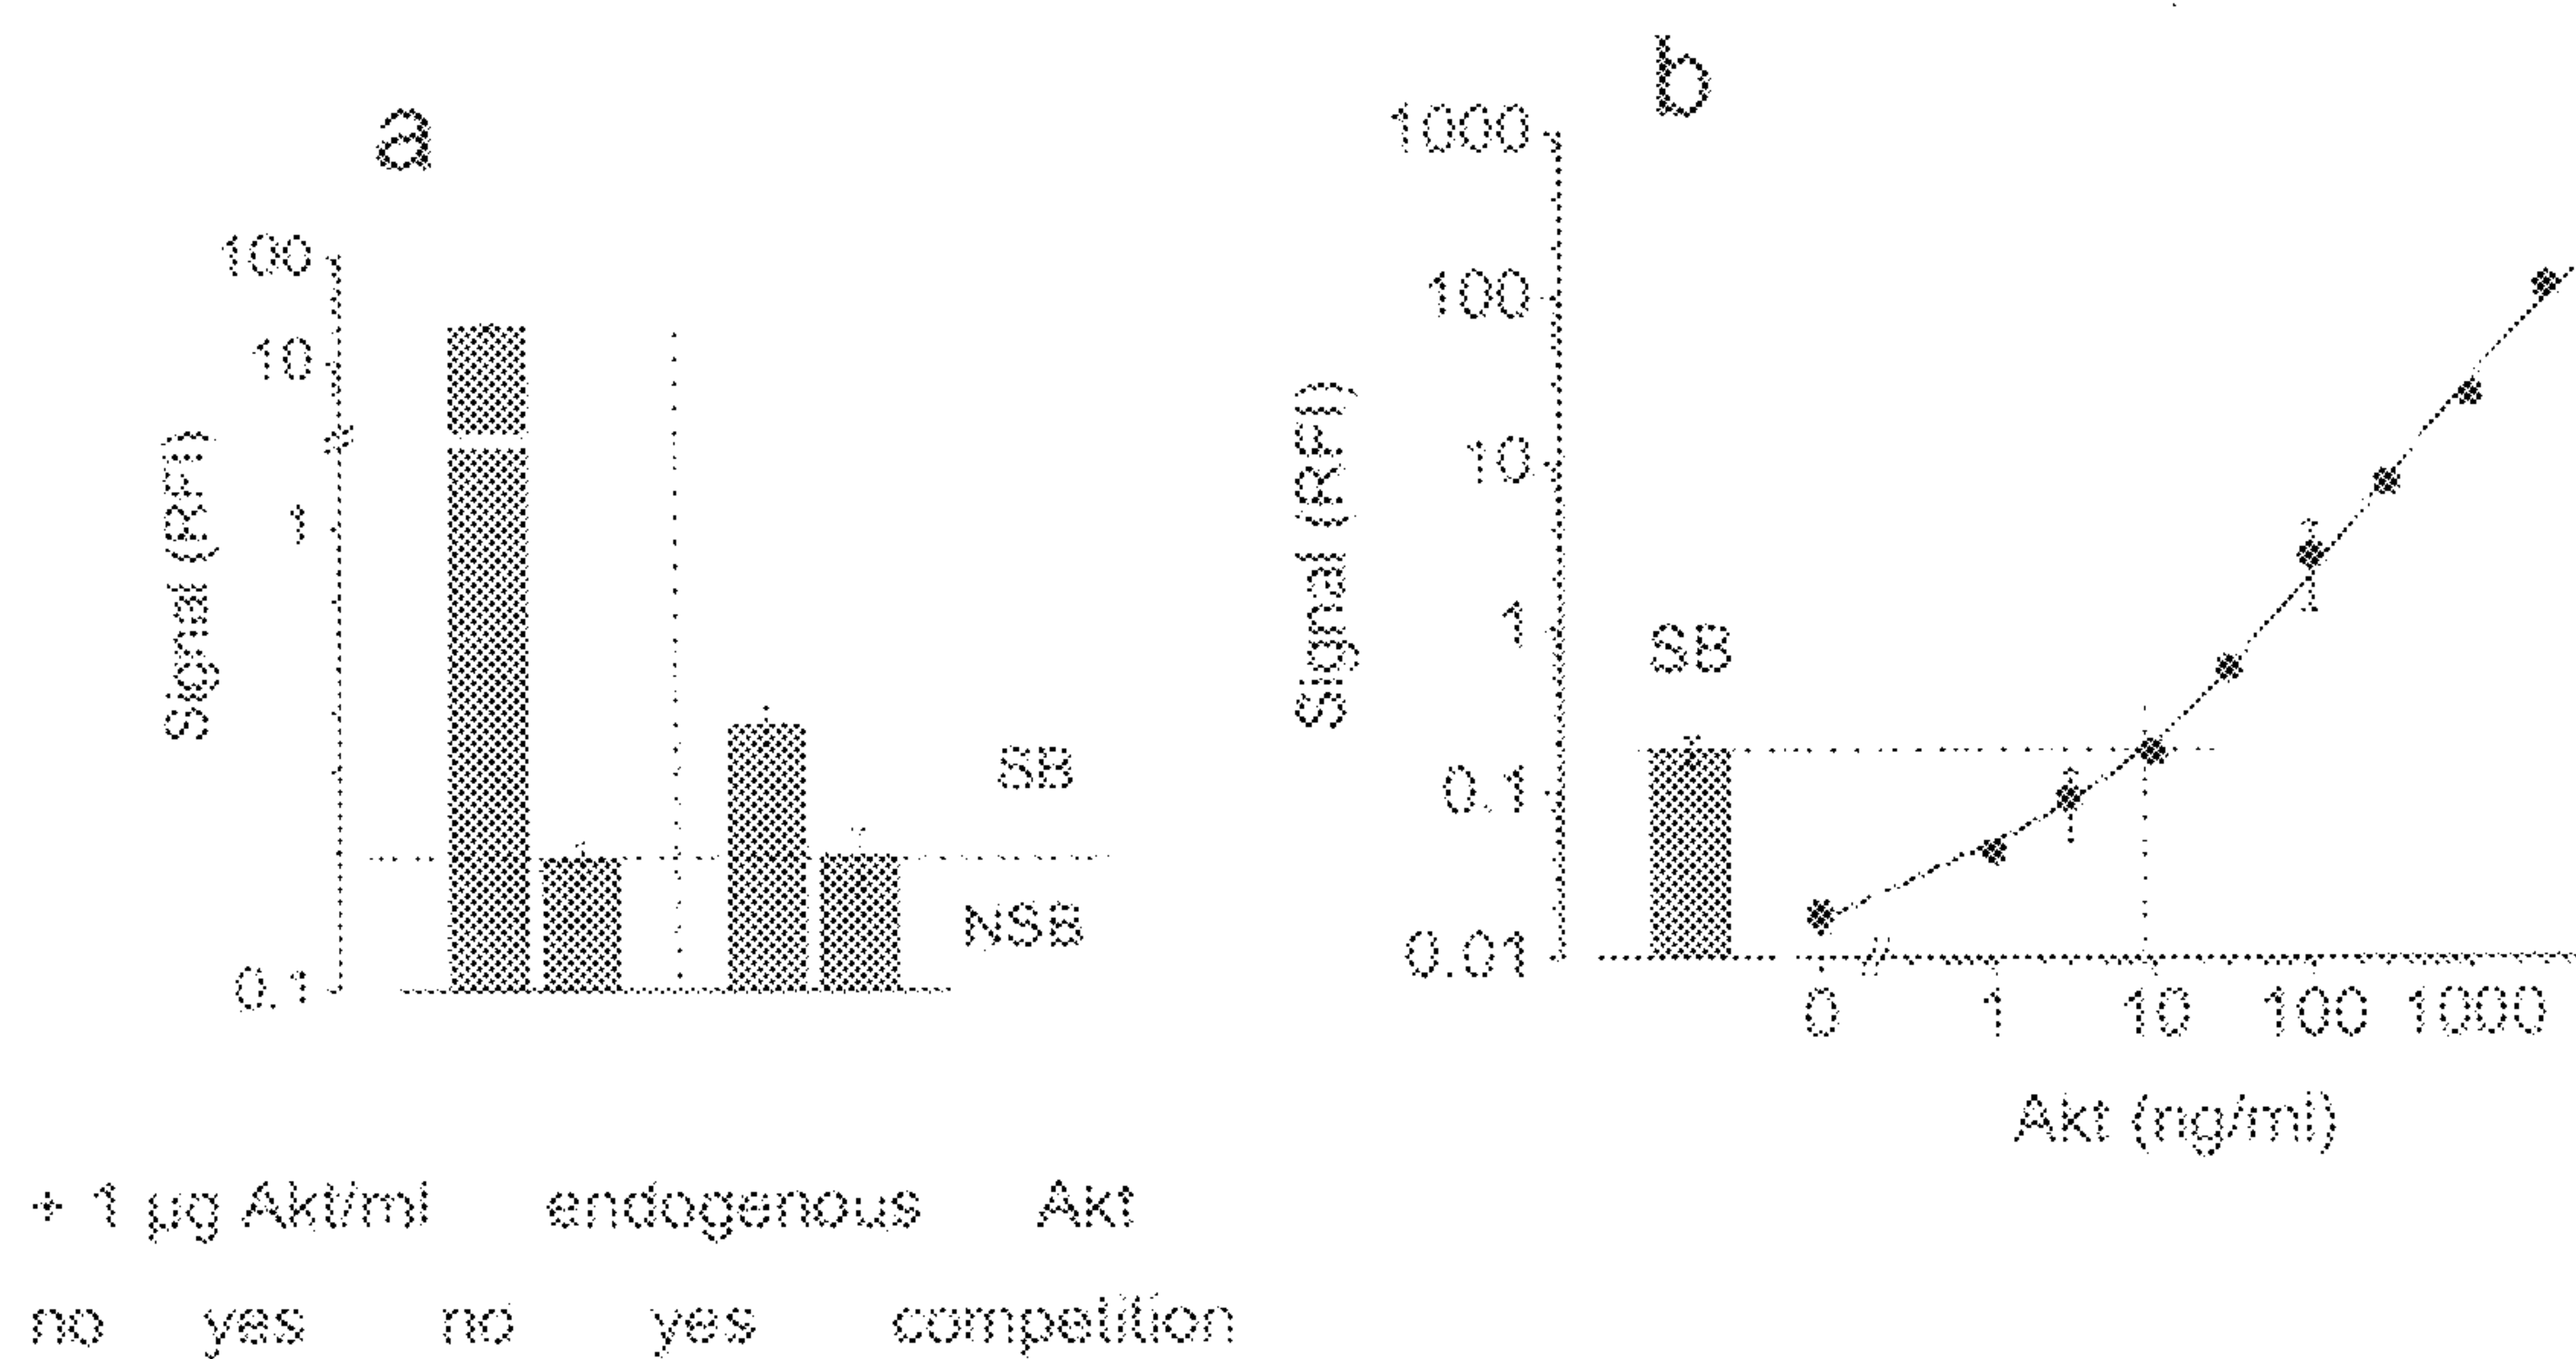 a
100
10
1
0.1
Signal (RFI)
SB
NSB
+ 1 µg Akt/ml endogenous Akt
no yes no yes competition
b
1000
100
10
1
0.1
0.01
Signal (RFI)
SB
0 1 10 100 1000
Akt (ng/ml)